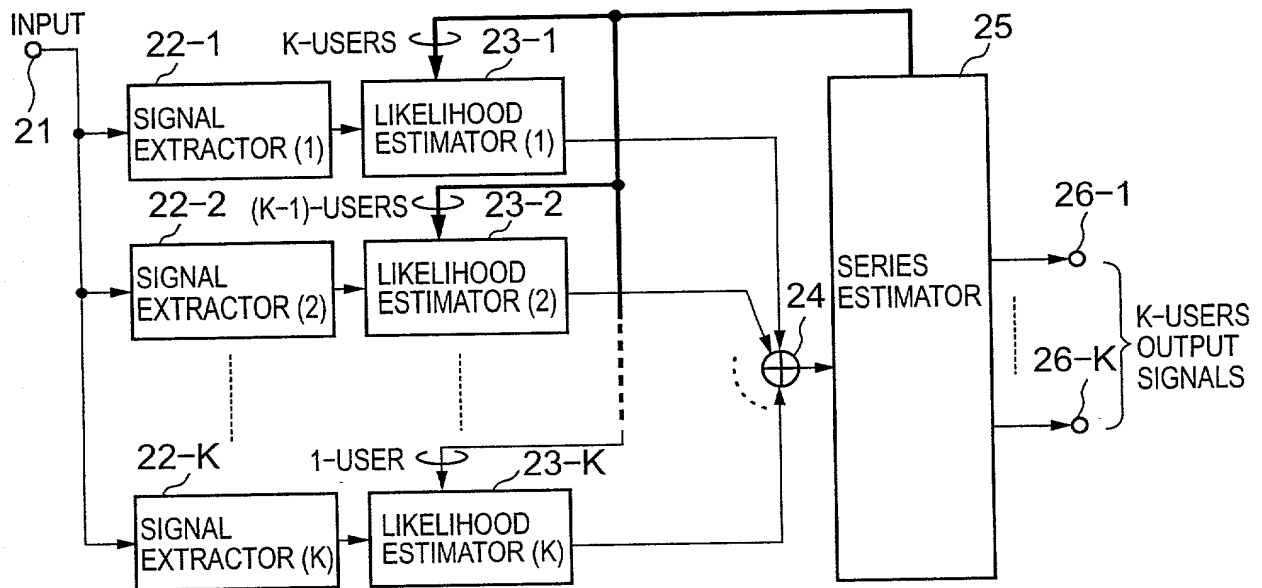 INPUT
21
22-1
K-USERS
23-1
25
SIGNAL
EXTRACTOR (1)
LIKELIHOOD
ESTIMATOR (1)
22-2
(K-1)-USERS
23-2
SIGNAL
EXTRACTOR (2)
LIKELIHOOD
ESTIMATOR (2)
24
SERIES
ESTIMATOR
26-1
26-K
K-USERS
OUTPUT
SIGNALS
22-K
1-USER
23-K
SIGNAL
EXTRACTOR (K)
LIKELIHOOD
ESTIMATOR (K)